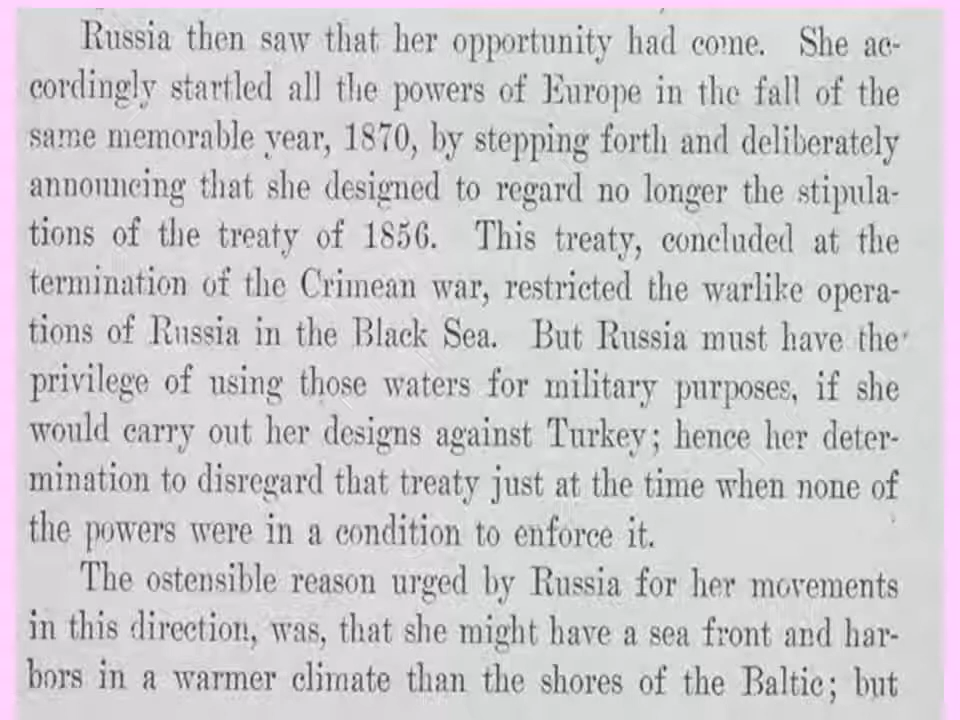 Russia then saw that her opportunity had come. She ac-
cordingly startled all the powers of Europe in the fall of the
same memorable year, 1870, by stepping forth and deliberately
announcing that she designed to regard no longer the stipula-
tions of the treaty of 1856. This treaty, concluded at the
termination of the Crimean war, restricted the warlike opera-
tions of Russia in the Black Sea. But Russia must have the
privilege of using those waters for military purposes, if she
would carry out her designs against Turkey; hence her deter-
mination to disregard that treaty just at the time when none of
the powers were in a condition to enforce it.
The ostensible reason urged by Russia for her movements
in this direction, was, that she might have a sea front and har-
bors in a warmer climate than the shores of the Baltic; but